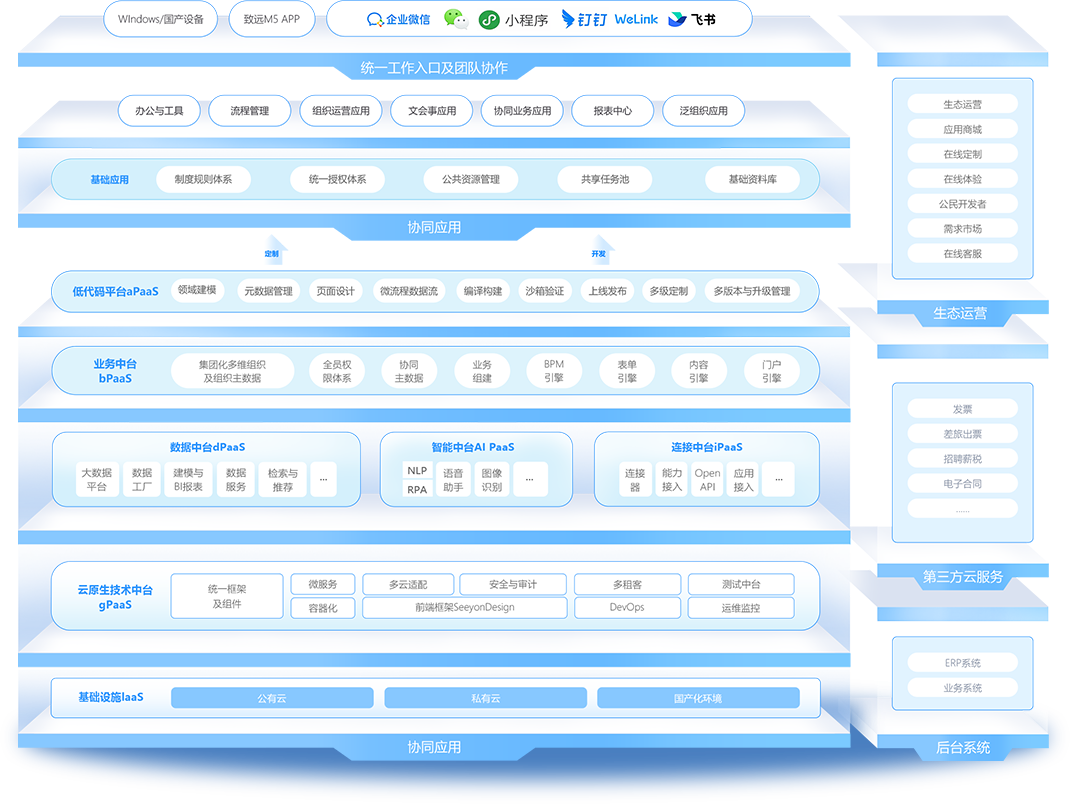 WIndows/国产设备
致远M5 APP
企业微信
小程序
钉钉
WeLink
飞书
统一工作入口及团队协作
办公与工具
流程管理
组织运营应用
文会事应用
协同业务应用
报表中心
泛组织应用
基础应用
制度规则体系
统一授权体系
公共资源管理
共享任务池
基础资料库
协同应用
定制
开发
低代码平台aPaaS
领域建模
元数据管理
页面设计
微流程数据流
编译构建
沙箱验证
上线发布
多级定制
多版本与升级管理
业务中台
bPaaS
集团化多维组织
及组织主数据
全员权
限体系
协同
主数据
业务
组建
BPM
引擎
表单
引擎
内容
引擎
门户
引擎
数据中台dPaaS
大数据
平台
数据
工厂
建模与
BI报表
数据
服务
检索与
推荐
...
智能中台AI PaaS
NLP
RPA
语音
助手
图像
识别
...
连接中台iPaaS
连接
器
能力
接入
Open
API
应用
接入
...
云原生技术中台
gPaaS
统一框架
及组件
微服务
多云适配
安全与审计
多租客
测试中台
容器化
前端框架SeeyonDesign
DevOps
运维监控
基础设施IaaS
公有云
私有云
国产化环境
协同应用
生态运营
应用商城
在线定制
在线体验
公民开发者
需求市场
在线客服
生态运营
发票
差旅出票
招聘薪税
电子合同
......
第三方云服务
ERP系统
业务系统
后台系统